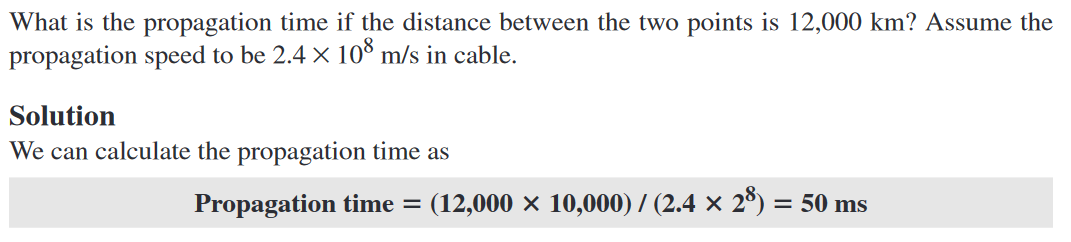 What is the propagation time if the distance between the two points is 12,000 km? Assume the
propagation speed to be 2.4 × 10⁸ m/s in cable.
Solution
We can calculate the propagation time as
Propagation time = (12,000 × 10,000) / (2.4 × 2⁸) = 50 ms